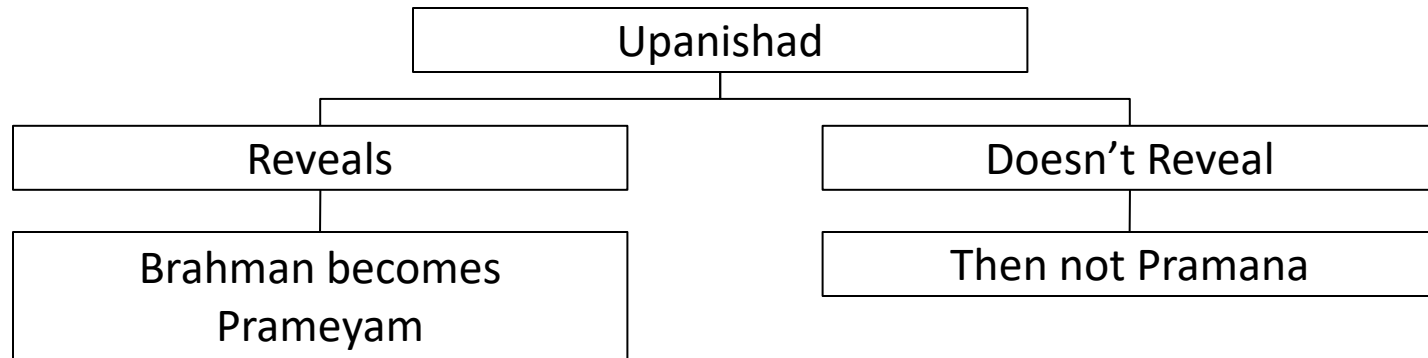 Upanishad
Reveals
Doesn’t Reveal
Brahman becomes
Prameyam
Then not Pramana